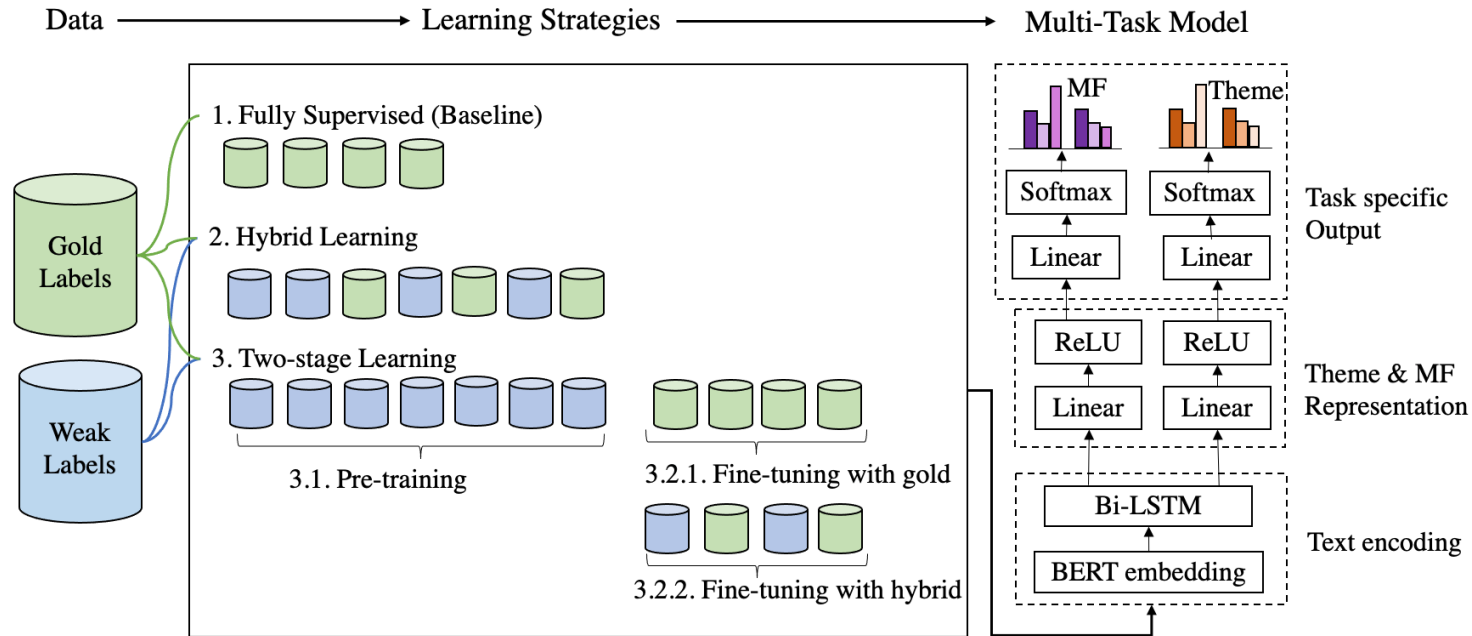 Data
Learning Strategies
Multi-Task Model
Gold
Labels
Weak
Labels
1. Fully Supervised (Baseline)
2. Hybrid Learning
3. Two-stage Learning
3.1. Pre-training
3.2.1. Fine-tuning with gold
3.2.2. Fine-tuning with hybrid
MF
Theme
Softmax
Softmax
Linear
Linear
Task specific
Output
ReLU
ReLU
Linear
Linear
Theme & MF
Representation
Bi-LSTM
BERT embedding
Text encoding